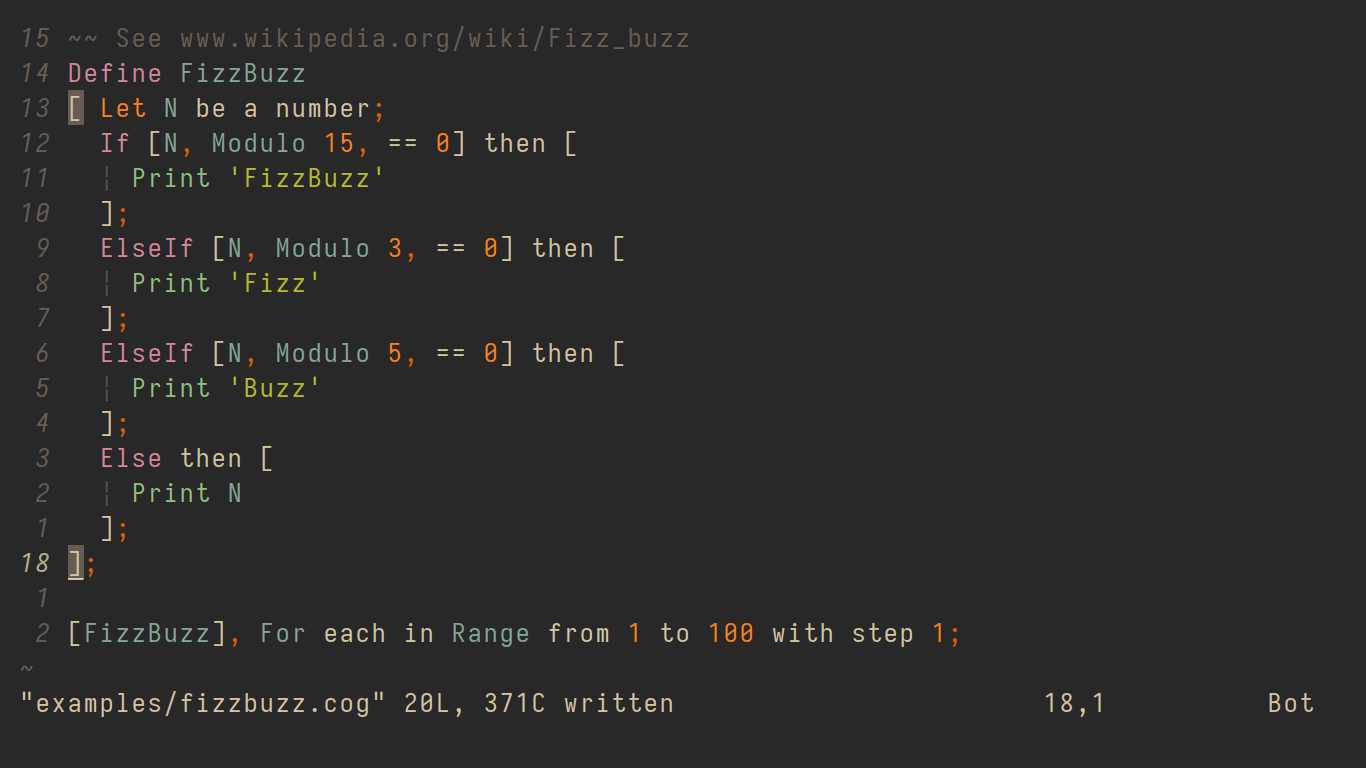 15 ~~ See www.wikipedia.org/wiki/Fizz_buzz
14 Define FizzBuzz
13 [ Let N be a number;
12   If [N, Modulo 15, == 0] then [
11   ¦ Print 'FizzBuzz'
10   ];
 9   ElseIf [N, Modulo 3, == 0] then [
 8   ¦ Print 'Fizz'
 7   ];
 6   ElseIf [N, Modulo 5, == 0] then [
 5   ¦ Print 'Buzz'
 4   ];
 3   Else then [
 2   ¦ Print N
 1   ];
18 ];
 1
 2 [FizzBuzz], For each in Range from 1 to 100 with step 1;
~
"examples/fizzbuzz.cog" 20L, 371C written                       18,1          Bot